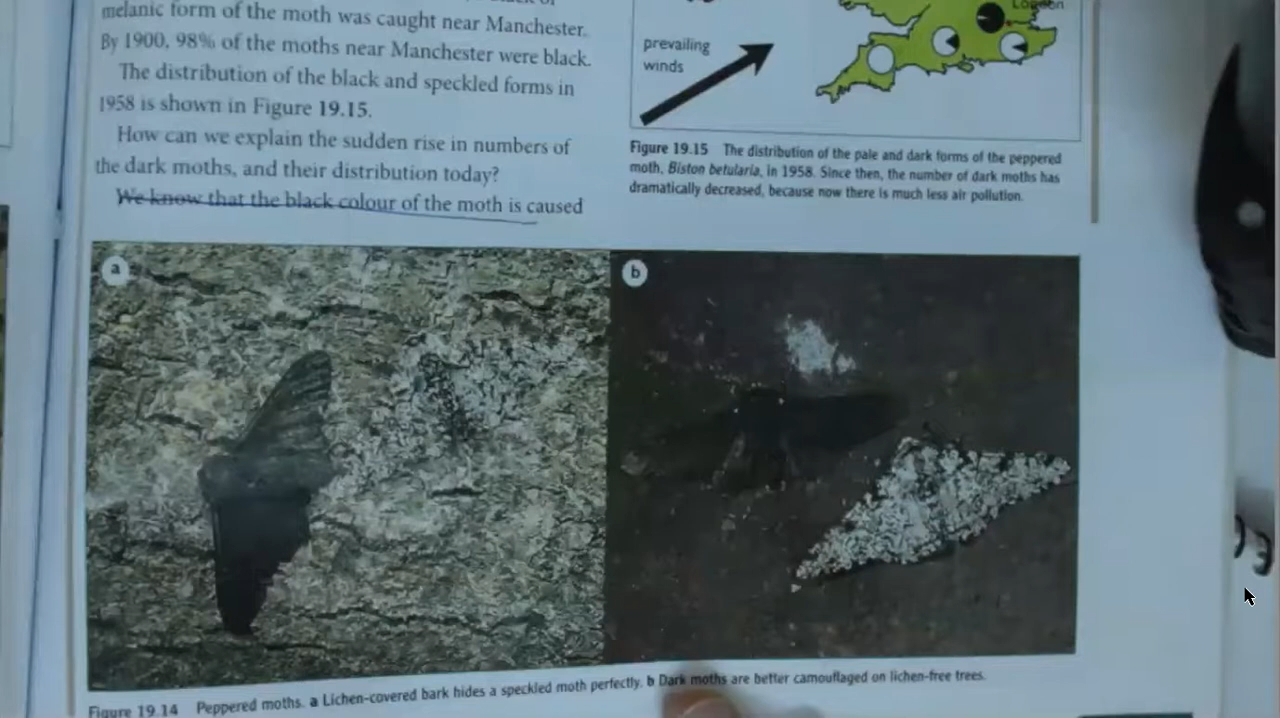 melanic form of the moth was caught near Manchester.
By 1900, 98% of the moths near Manchester were black.
The distribution of the black and speckled forms in
1958 is shown in Figure 19.15.
How can we explain the sudden rise in numbers of
the dark moths, and their distribution today?
We know that the black colour of the moth is caused
London
prevailing
winds
Figure 19.15 The distribution of the pale and dark forms of the peppered
moth, Biston betularia, in 1958. Since then, the number of dark moths has
dramatically decreased, because now there is much less air pollution.
a
b
Figure 19.14 Peppered moths. a Lichen-covered bark hides a speckled moth perfectly. b Dark moths are better camouflaged on lichen-free trees.